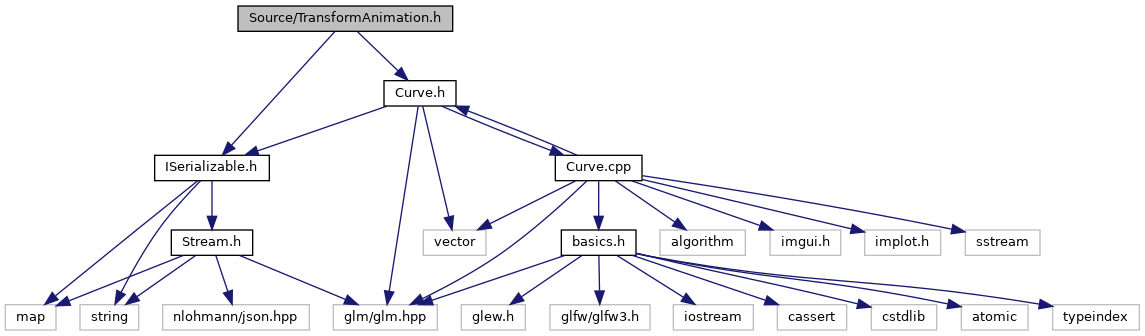 Source/TransformAnimation.h
Curve.h
ISerializable.h
Curve.cpp
Stream.h
vector
basics.h
algorithm
imgui.h
implot.h
sstream
map
string
nlohmann/json.hpp
glm/glm.hpp
glew.h
glfw/glfw3.h
iostream
cassert
cstdlib
atomic
typeindex